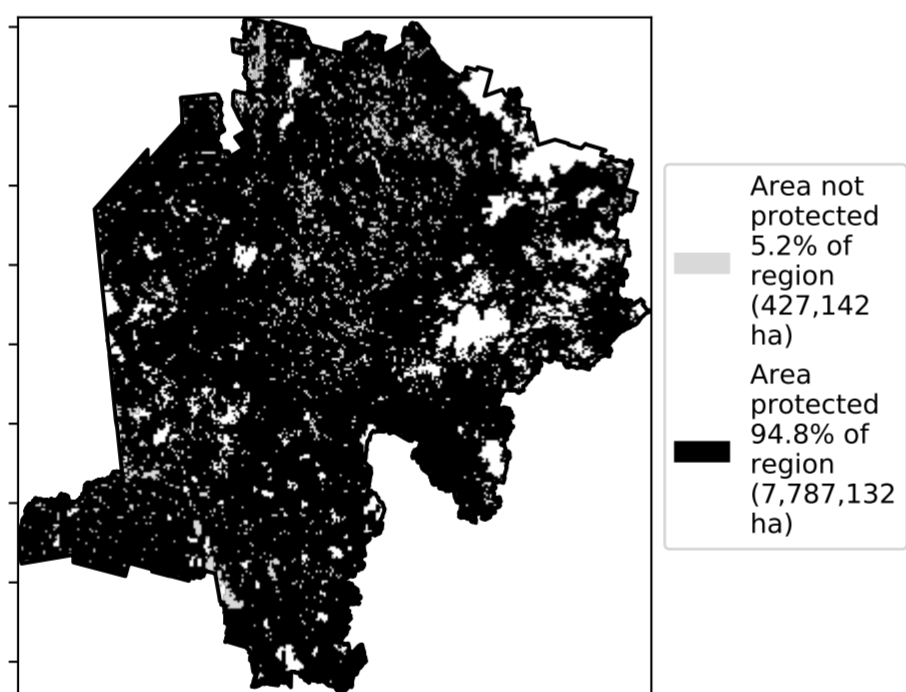 Area not
protected
5.2% of
region
(427,142
ha)
Area
protected
94.8% of
region
(7,787,132
ha)